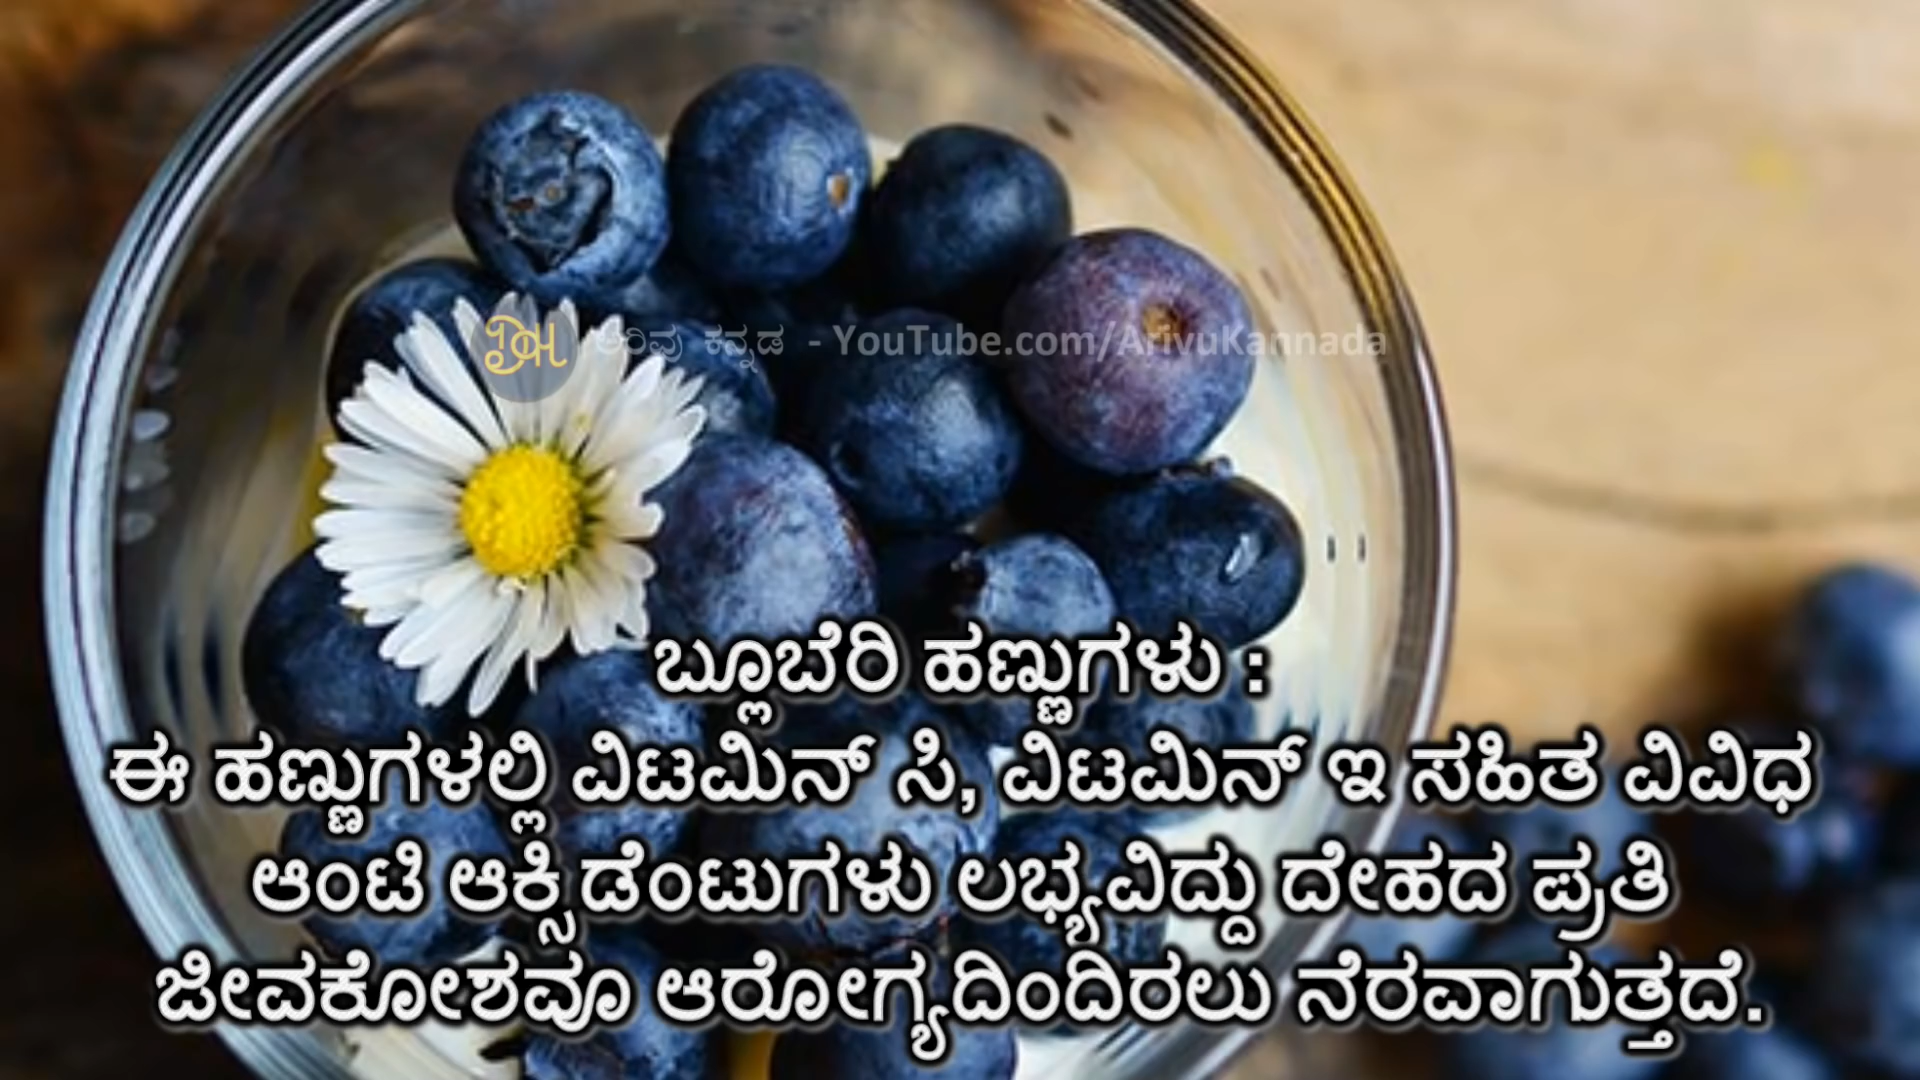 ಅರಿವು ಕನ್ನಡ - YouTube.com/ArivuKannada
ಬ್ಲೂಬೆರಿ ಹಣ್ಣುಗಳು :
ಈ ಹಣ್ಣುಗಳಲ್ಲಿ ವಿಟಮಿನ್ ಸಿ, ವಿಟಮಿನ್ ಇ ಸಹಿತ ವಿವಿಧ
ಆಂಟಿ ಆಕ್ಸಿಡೆಂಟುಗಳು ಲಭ್ಯವಿದ್ದು ದೇಹದ ಪ್ರತಿ
ಜೀವಕೋಶವೂ ಆರೋಗ್ಯದಿಂದಿರಲು ನೆರವಾಗುತ್ತದೆ.